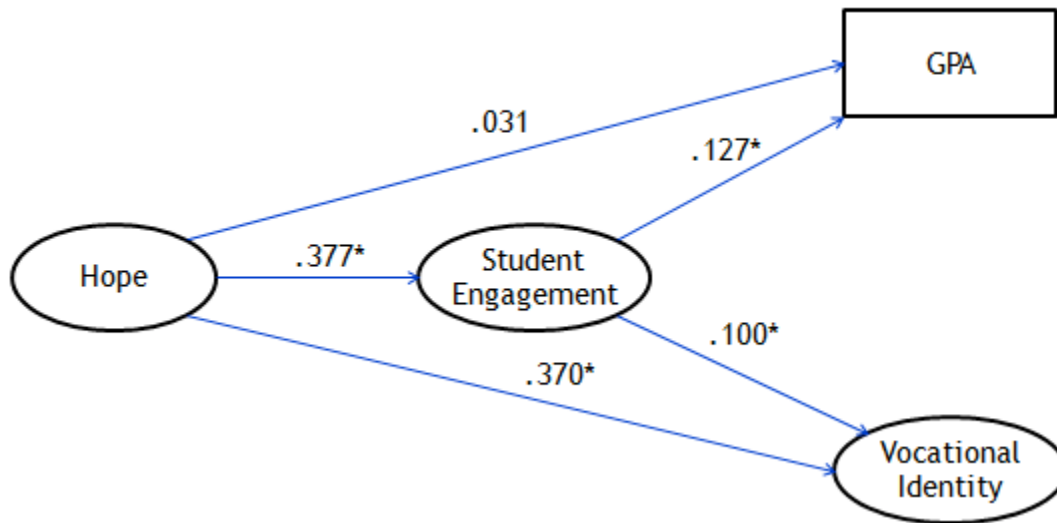 GPA
.031
.127*
Hope
.377*
Student
Engagement
.100*
.370*
Vocational
Identity